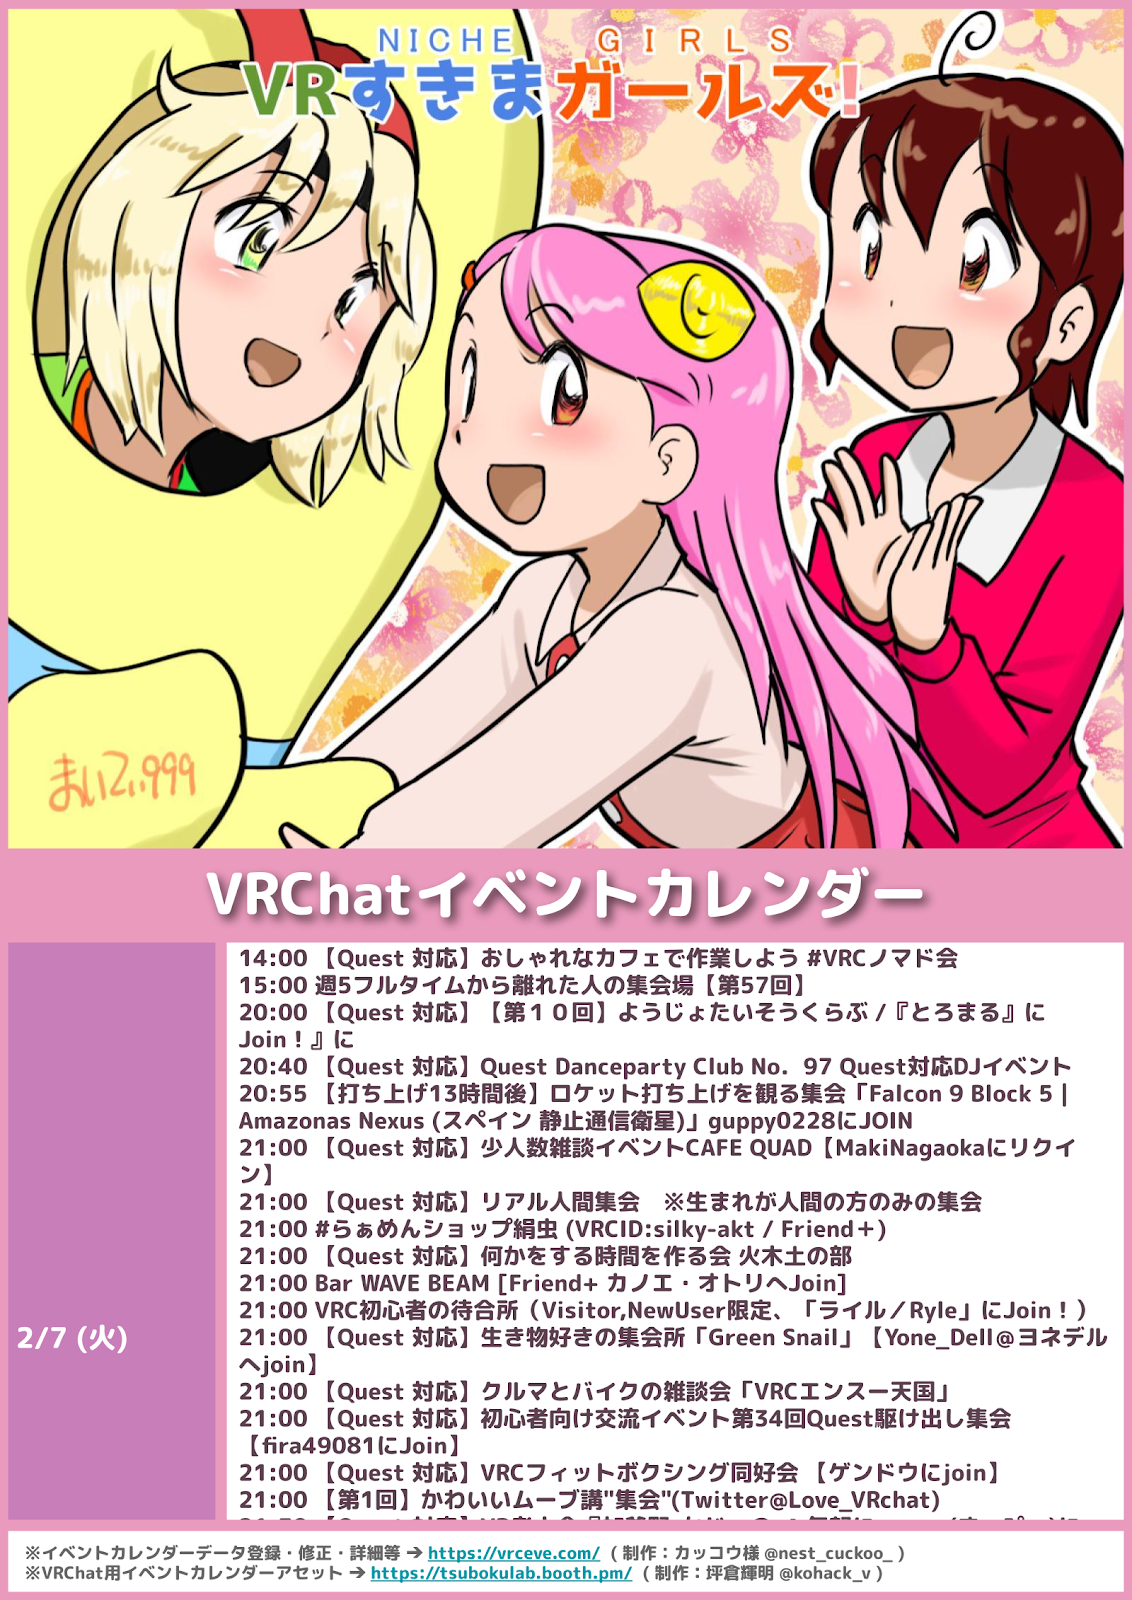 NICHE GIRLS
VRすきまガールズ!
まいてぃ999
VRChatイベントカレンダー
2/7 (火)
14:00 【Quest 対応】おしゃれなカフェで作業しよう #VRCノマド会
15:00 週5フルタイムから離れた人の集会場【第57回】
20:00 【Quest 対応】【第１０回】ようじょたいそうくらぶ /『とろまる』に
Join！』に
20:40 【Quest 対応】Quest Danceparty Club No．97 Quest対応DJイベント
20:55 【打ち上げ13時間後】ロケット打ち上げを観る集会「Falcon 9 Block 5 |
Amazonas Nexus (スペイン 静止通信衛星)」guppy0228にJOIN
21:00 【Quest 対応】少人数雑談イベントCAFE QUAD【MakiNagaokaにリクイ
ン】
21:00 【Quest 対応】リアル人間集会　※生まれが人間の方のみの集会
21:00 #らぁめんショップ絹虫 (VRCID:silky-akt / Friend＋)
21:00 【Quest 対応】何かをする時間を作る会 火木土の部
21:00 Bar WAVE BEAM [Friend+ カノエ・オトリへJoin]
21:00 VRC初心者の待合所（Visitor,NewUser限定、「ライル／Ryle」にJoin！）
21:00 【Quest 対応】生き物好きの集会所「Green Snail」【Yone_Dell＠ヨネデル
へjoin】
21:00 【Quest 対応】クルマとバイクの雑談会「VRCエンスー天国」
21:00 【Quest 対応】初心者向け交流イベント第34回Quest駆け出し集会
【fira49081にJoin】
21:00 【Quest 対応】VRCフィットボクシング同好会 【ゲンドウにjoin】
21:00 【第1回】かわいいムーブ講"集会"(Twitter@Love_VRchat)
※イベントカレンダーデータ登録・修正・詳細等 ➔ https://vrceve.com/ （制作：カッコウ様 @nest_cuckoo_ ）
※VRChat用イベントカレンダーアセット ➔ https://tsubokulab.booth.pm/ （制作：坪倉輝明 @kohack_v ）